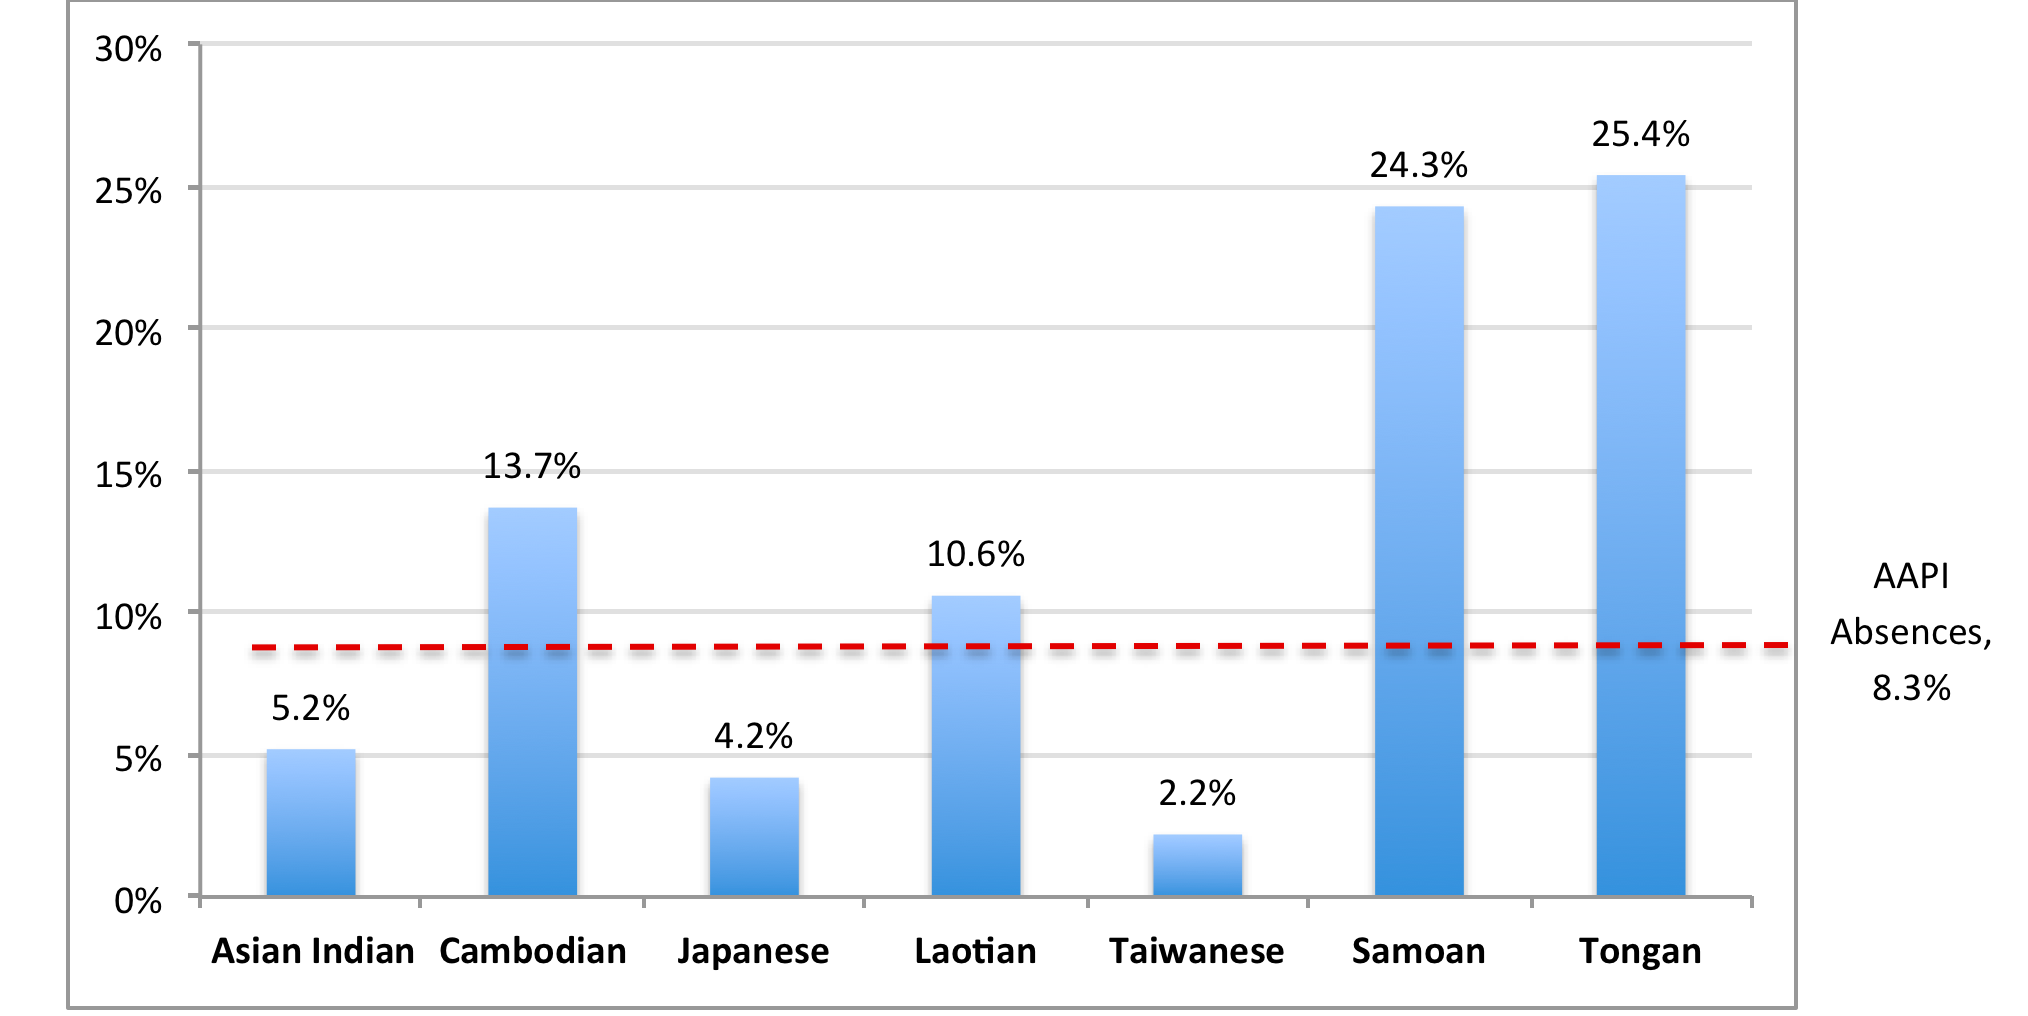 30%
25%
20%
15%
10%
5%
0%
5.2%
13.7%
4.2%
10.6%
2.2%
24.3%
25.4%
Asian Indian
Cambodian
Japanese
Laotian
Taiwanese
Samoan
Tongan
AAPI
Absences,
8.3%